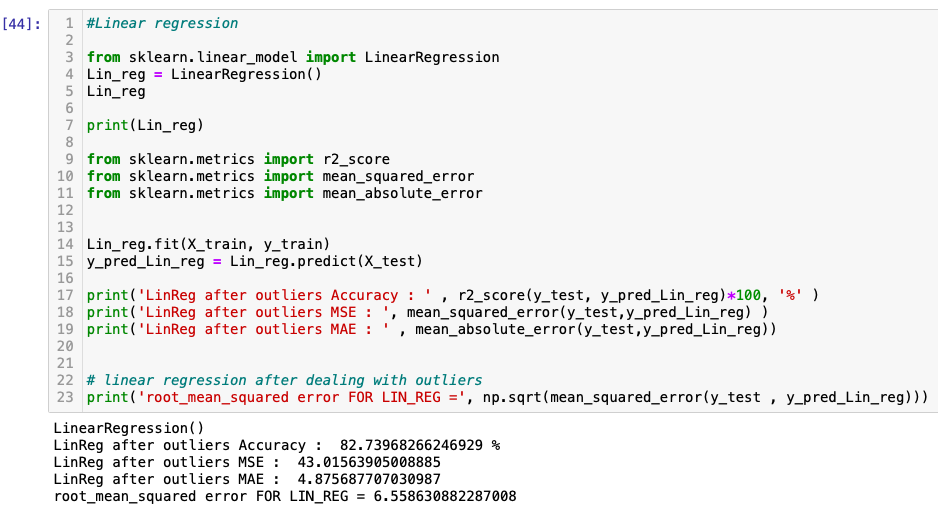 [44]:
1 #Linear regression
2
3 from sklearn.linear_model import LinearRegression
4 Lin_reg = LinearRegression()
5 Lin_reg
6
7 print(Lin_reg)
8
9 from sklearn.metrics import r2_score
10 from sklearn.metrics import mean_squared_error
11 from sklearn.metrics import mean_absolute_error
12
13
14 Lin_reg.fit(X_train, y_train)
15 y_pred_Lin_reg = Lin_reg.predict(X_test)
16
17 print('LinReg after outliers Accuracy : ' , r2_score(y_test, y_pred_Lin_reg)*100, '%' )
18 print('LinReg after outliers MSE : ', mean_squared_error(y_test,y_pred_Lin_reg) )
19 print('LinReg after outliers MAE : ' , mean_absolute_error(y_test,y_pred_Lin_reg))
20
21
22 # linear regression after dealing with outliers
23 print('root_mean_squared error FOR LIN_REG =', np.sqrt(mean_squared_error(y_test , y_pred_Lin_reg)))
LinearRegression()
LinReg after outliers Accuracy :  82.73968266246929 %
LinReg after outliers MSE :  43.01563905008885
LinReg after outliers MAE :  4.875687707030987
root_mean_squared error FOR LIN_REG = 6.558630882287008